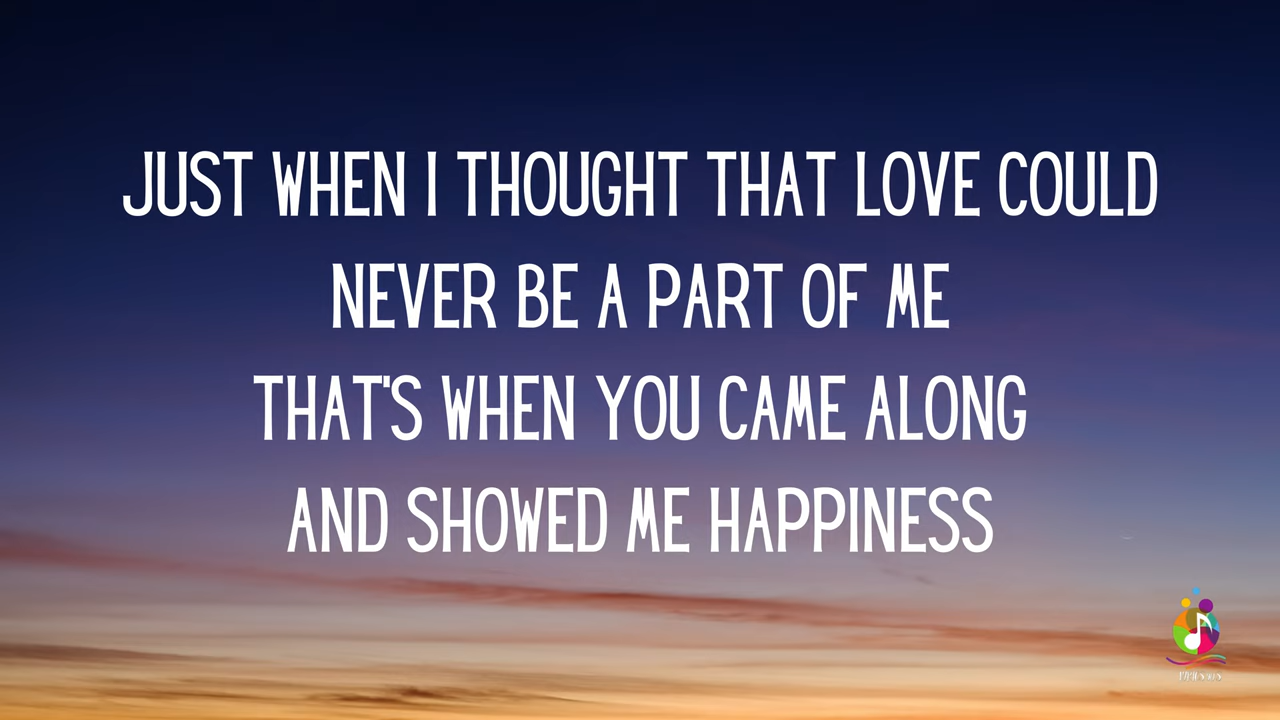 JUST WHEN I THOUGHT THAT LOVE COULD
NEVER BE A PART OF ME
THAT'S WHEN YOU CAME ALONG
AND SHOWED ME HAPPINESS